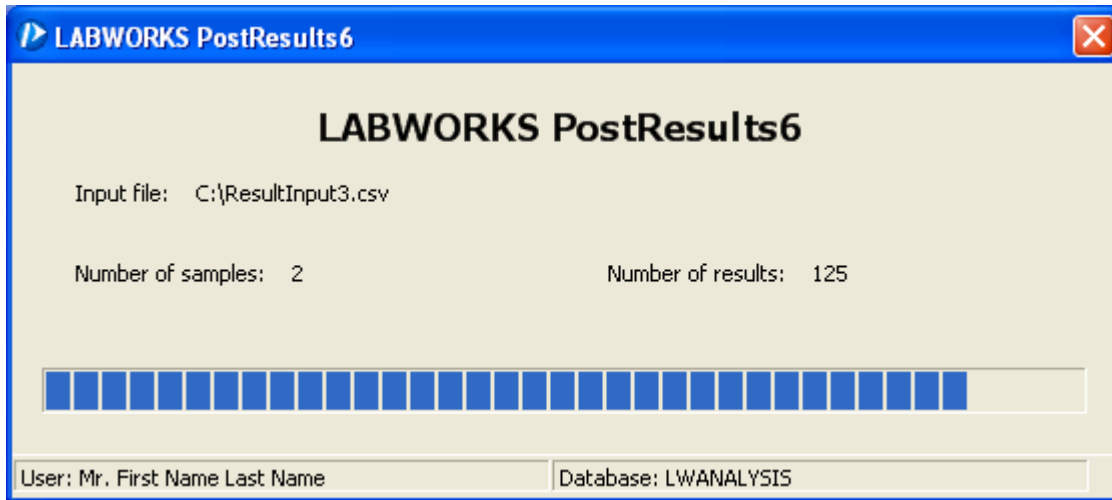 LABWORKS PostResults6
LABWORKS PostResults6
Input file: C:\ResultInput3.csv
Number of samples: 2 Number of results: 125
User: Mr. First Name Last Name Database: LWANALYSIS